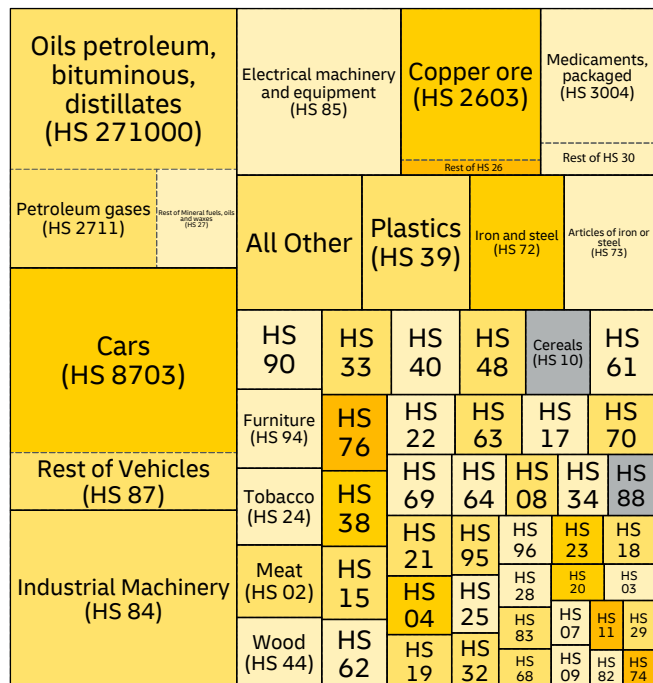 Oils petroleum,
bituminous,
distillates
(HS 271000)
Petroleum gases
(HS 2711)
Rest of Mineral fuels, oils
and waxes
(HS 27)
Cars
(HS 8703)
Rest of Vehicles
(HS 87)
Industrial Machinery
(HS 84)
Electrical machinery
and equipment
(HS 85)
Copper ore
(HS 2603)
Rest of HS 26
Medicaments,
packaged
(HS 3004)
Rest of HS 30
All Other
Plastics
(HS 39)
Iron and steel
(HS 72)
Articles of iron or
steel
(HS 73)
HS
90
HS
33
HS
40
HS
48
Cereals
(HS 10)
HS
61
Furniture
(HS 94)
HS
76
HS
22
HS
63
HS
17
HS
70
Tobacco
(HS 24)
HS
38
HS
69
HS
64
HS
08
HS
34
HS
88
Meat
(HS 02)
HS
15
HS
21
HS
95
HS
96
HS
23
HS
18
HS
04
HS
25
HS
28
HS
20
HS
03
Wood
(HS 44)
HS
62
HS
19
HS
32
HS
83
HS
68
HS
07
HS
11
HS
29
HS
09
HS
82
HS
74